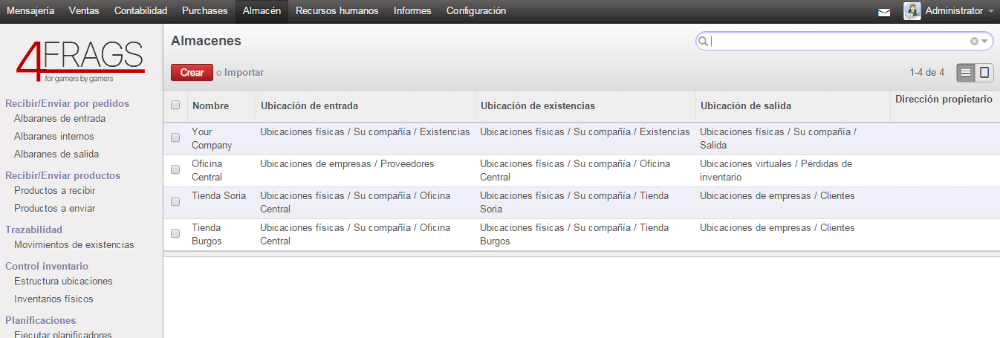 Mensajería Ventas Contabilidad Purchases Almacén Recursos humanos Informes Configuración Administrator
4FRAGS
for gamers by gamers
Recibir/Enviar por pedidos
Albaranes de entrada
Albaranes internos
Albaranes de salida
Recibir/Enviar productos
Productos a recibir
Productos a enviar
Trazabilidad
Movimientos de existencias
Control inventario
Estructura ubicaciones
Inventarios físicos
Planificaciones
Ejecutar planificadores
Almacenes
Crear o Importar
1-4 de 4
Nombre Ubicación de entrada Ubicación de existencias Ubicación de salida Dirección propietario
Your Ubicaciones físicas / Su compañía / Existencias Ubicaciones físicas / Su compañía / Existencias Ubicaciones físicas / Su compañía /
Company Salida
Oficina Ubicaciones de empresas / Proveedores Ubicaciones físicas / Su compañía / Oficina Ubicaciones virtuales / Pérdidas de
Central Central inventario
Tienda Soria Ubicaciones físicas / Su compañía / Oficina Ubicaciones físicas / Su compañía / Tienda Ubicaciones de empresas / Clientes
Central Soria
Tienda Ubicaciones físicas / Su compañía / Oficina Ubicaciones físicas / Su compañía / Tienda Ubicaciones de empresas / Clientes
Burgos Central Burgos